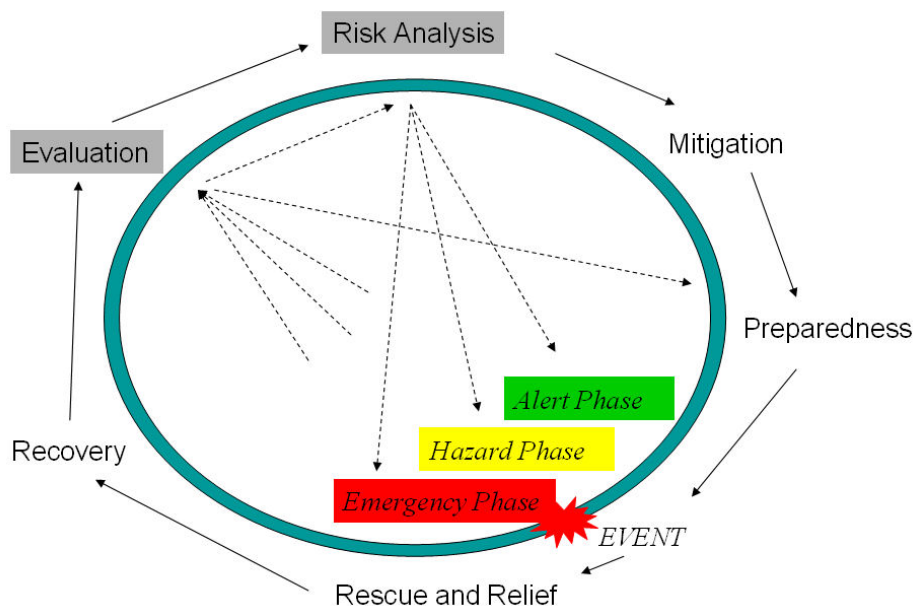 Risk Analysis
Evaluation
Mitigation
Preparedness
Alert Phase
Hazard Phase
Recovery
Emergency Phase
EVENT
Rescue and Relief